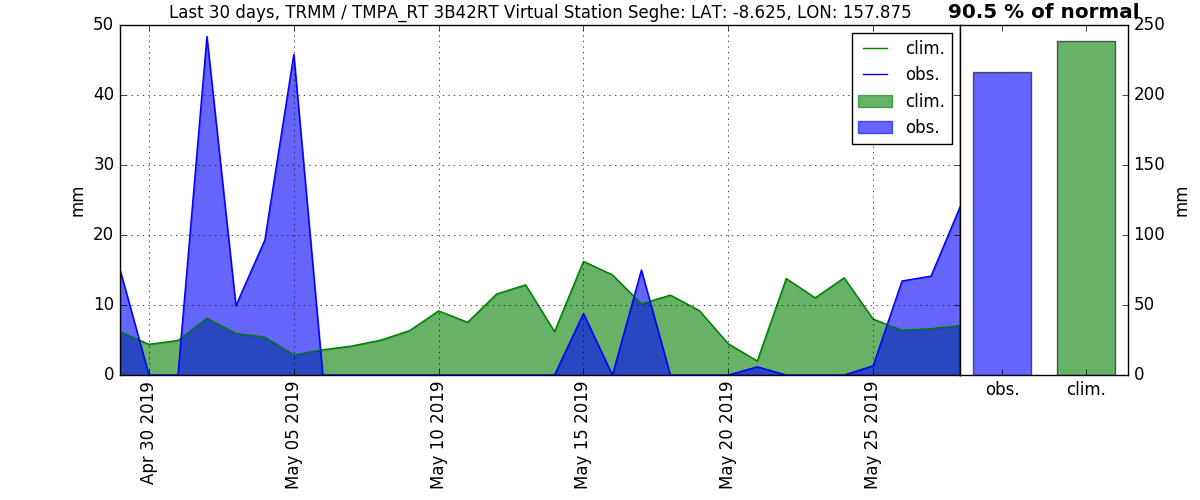 Last 30 days, TRMM / TMPA_RT 3B42RT Virtual Station Seghe: LAT: -8.625, LON: 157.875
90.5 % of normal
50
40
30
20
10
0
mm
clim.
obs.
clim.
obs.
250
200
150
100
50
0
mm
Apr 30 2019
May 05 2019
May 10 2019
May 15 2019
May 20 2019
May 25 2019
obs.
clim.